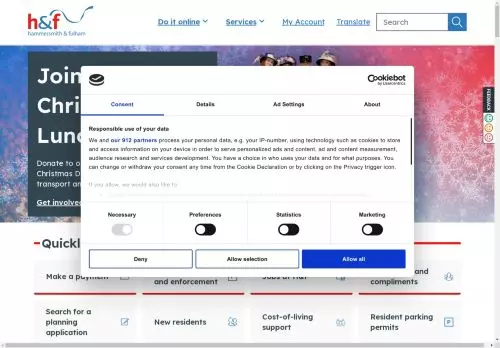 h&f
hammersmith & fulham
Do it online
Services
My Account
Translate
Search
FEEDBACK
Join
Chri
Lunc
Donate to o
Christmas D
transport an
Get involve
Cookiebot
by Usercentrics
Consent
Details
Ad Settings
About
Responsible use of your data
We and our 912 partners process your personal data, e.g. your IP-number, using technology such as cookies to store
and access information on your device in order to serve personalized ads and content, ad and content measurement,
audience research and services development. You have a choice in who uses your data and for what purposes. You
can change or withdraw your consent any time from the Cookie Declaration or by clicking on the Privacy trigger icon.
If you allow, we would also like to
Necessary
Preferences
Statistics
Marketing
Deny
Allow selection
Allow all
Quickl
Make a payment
and enforcement
Jobs at H&F
and
compliments
Search for a
planning
application
New residents
Cost-of-living
support
Resident parking
permits